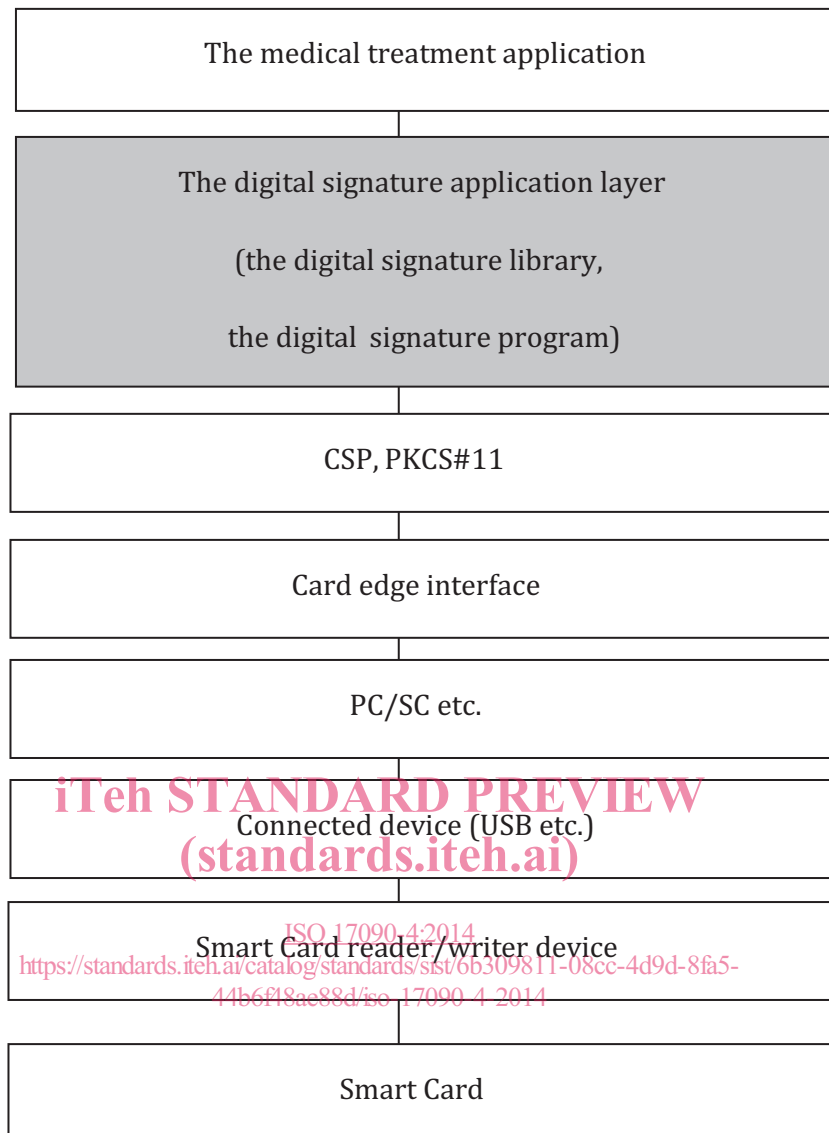 The medical treatment application
The digital signature application layer
(the digital signature library,
the digital signature program)
CSP, PKCS#11
Card edge interface
PC/SC etc.
iTeh STANDARD PREVIEW
Connected device (USB etc.)
(standards.iteh.ai)
ISO 17090-4:2014
Smart Card reader/writer device
https://standards.iteh.ai/catalog/standards/sist/6b309811-08cc-4d9d-8fa5-
44b6f48ae88d/iso-17090-4-2014
Smart Card